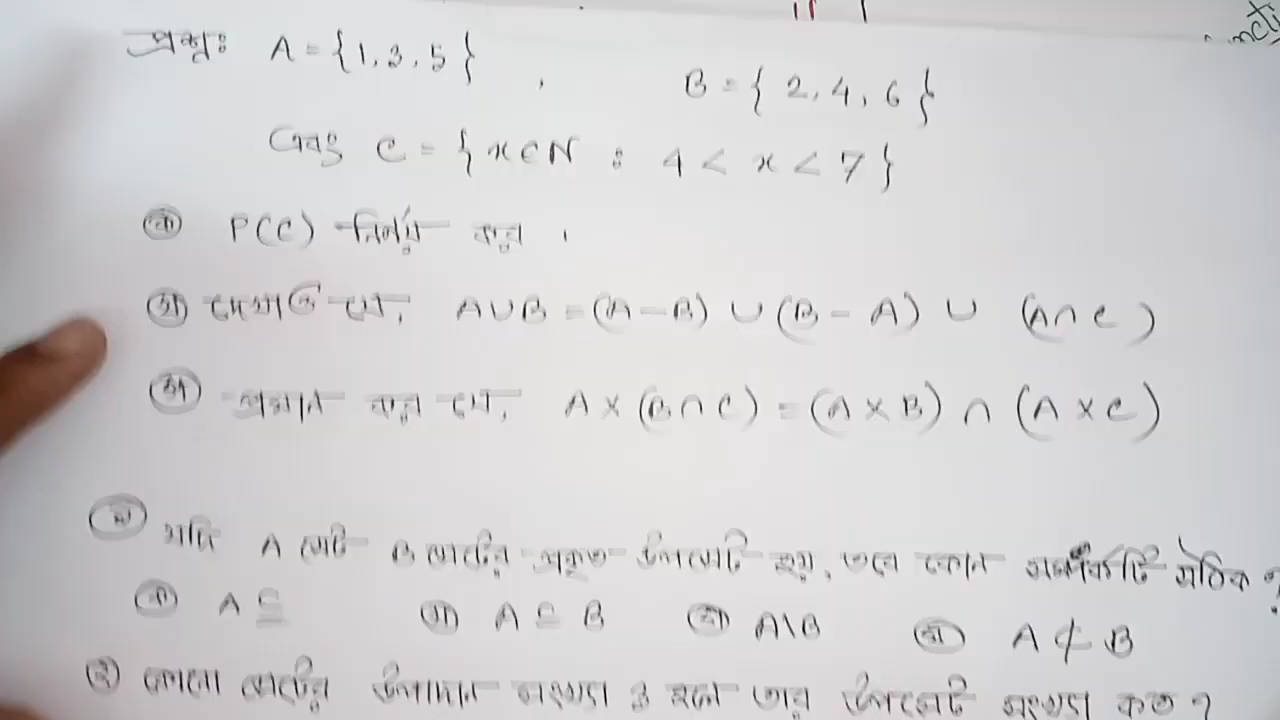 প্রশ্নঃ A = {1, 3, 5} , B = { 2, 4, 6 }
এবং C = { x ∈ N : 4 < x < 7 }
ক P(C) নির্ণয় কর ।
খ দেখাও যে, A ∪ B = (A − B) ∪ (B − A) ∪ (A ∩ C)
গ প্রমাণ কর যে, A × (B ∩ C) = (A × B) ∩ (A × C)
যদি A সেট B সেটের প্রকৃত উপসেট হয়, তবে কোন সম্পর্কটি সঠিক ?
ক A ⊆ খ A ⊆ B গ A \ B ঘ A ⊄ B
২ কোনো সেটের উপাদান সংখ্যা 3 হলে তার উপসেট সংখ্যা কত ?